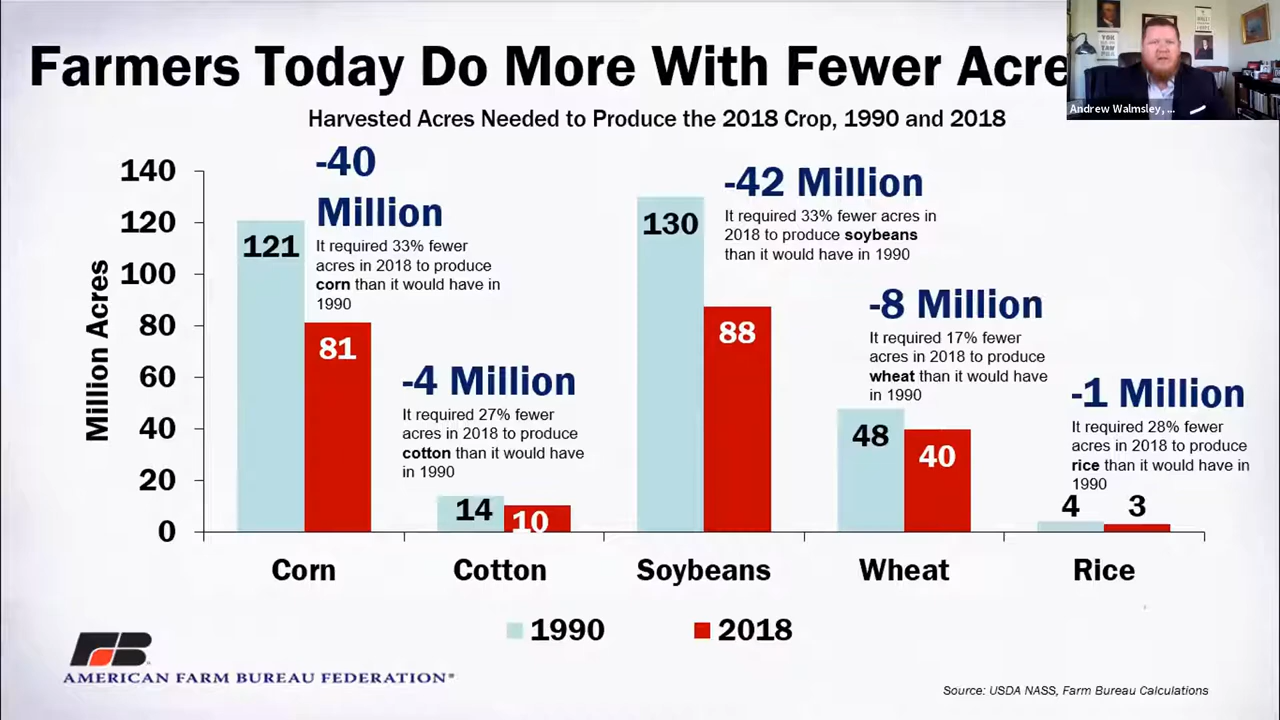 Farmers Today Do More With Fewer Acre
Andrew Walmsley, ...
Harvested Acres Needed to Produce the 2018 Crop, 1990 and 2018
Million Acres
140
120
100
80
60
40
20
0
-40
Million
It required 33% fewer
acres in 2018 to produce
corn than it would have in
1990
121
81
-4 Million
It required 27% fewer
acres in 2018 to produce
cotton than it would have
in 1990
14
10
-42 Million
It required 33% fewer acres in
2018 to produce soybeans
than it would have in 1990
130
88
-8 Million
It required 17% fewer
acres in 2018 to produce
wheat than it would have
in 1990
48
40
-1 Million
It required 28% fewer
acres in 2018 to produce
rice than it would have in
1990
4
3
Corn
Cotton
Soybeans
Wheat
Rice
1990
2018
FB
AMERICAN FARM BUREAU FEDERATION®
Source: USDA NASS, Farm Bureau Calculations